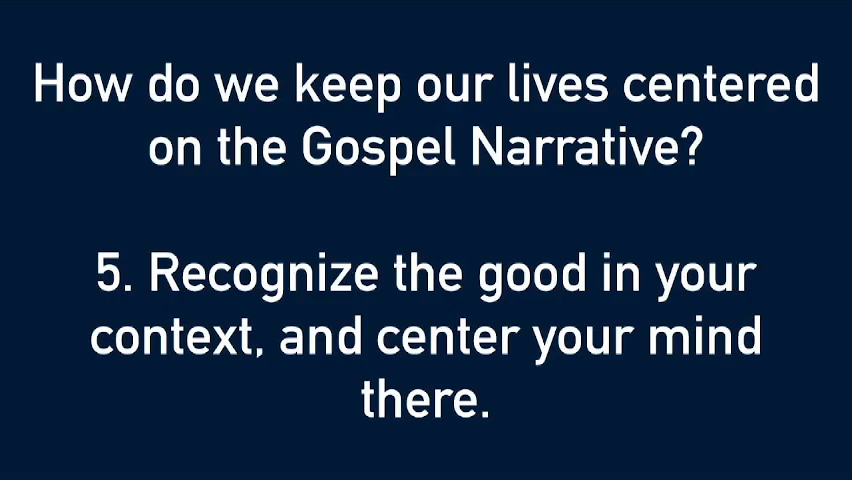 How do we keep our lives centered
on the Gospel Narrative?
5. Recognize the good in your
context, and center your mind
there.